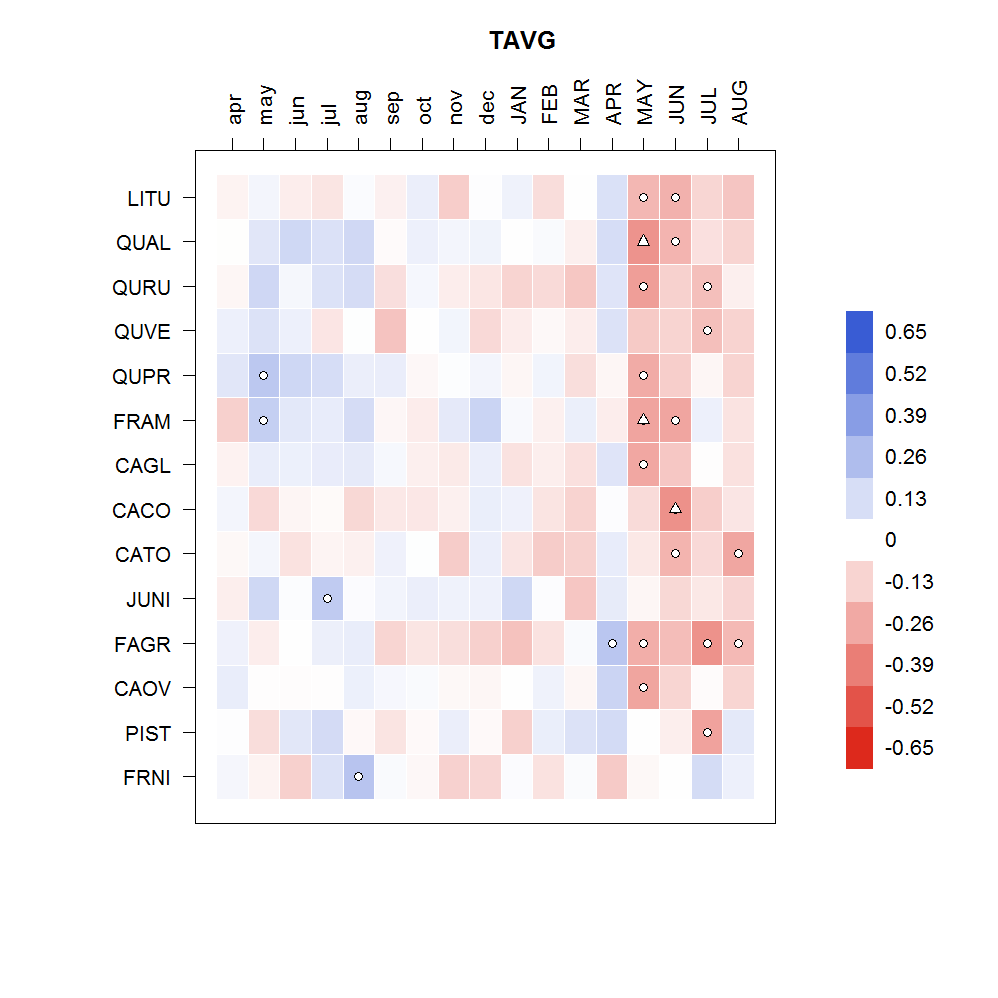 TAVG
apr may jun jul aug sep oct nov dec JAN FEB MAR APR MAY JUN JUL AUG
LITU
QUAL
QURU
QUVE
QUPR
FRAM
CAGL
CACO
CATO
JUNI
FAGR
CAOV
PIST
FRNI
0.65
0.52
0.39
0.26
0.13
0
-0.13
-0.26
-0.39
-0.52
-0.65